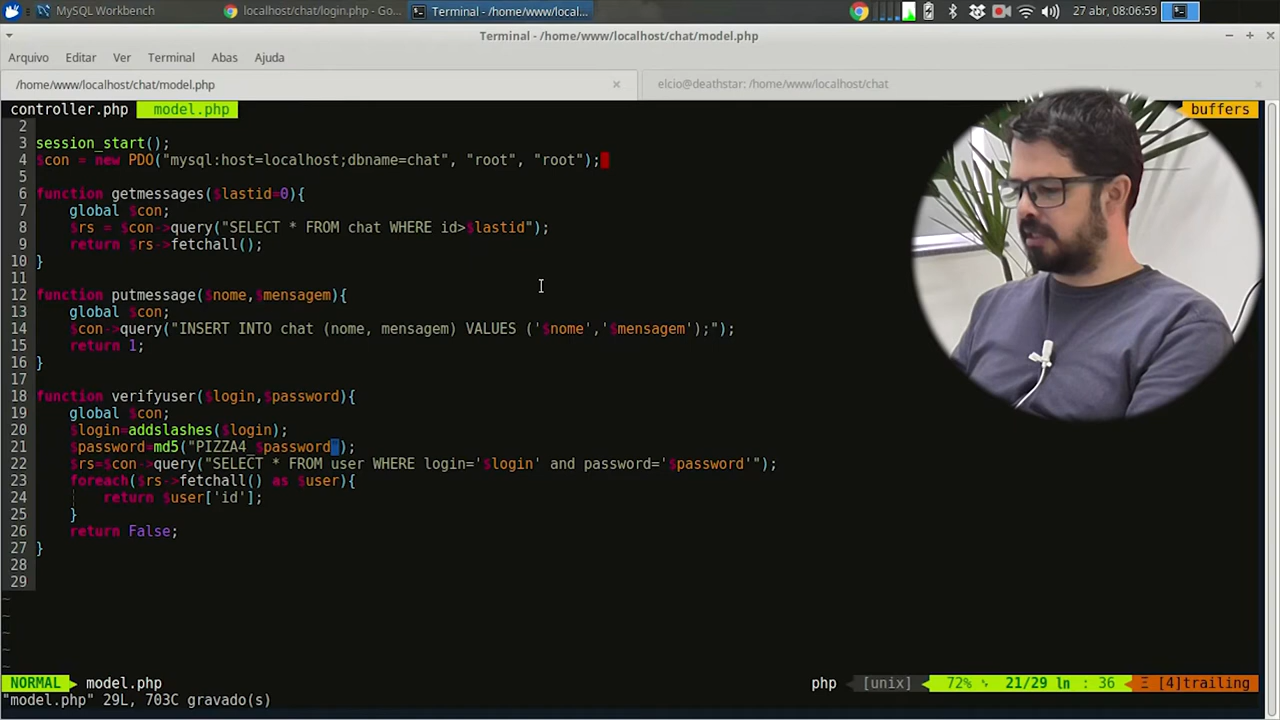 MySQL Workbench
localhost/chat/login.php - Go...
Terminal - /home/www/local...
27 abr, 08:06:59
Terminal - /home/www/localhost/chat/model.php
Arquivo Editar Ver Terminal Abas Ajuda
/home/www/localhost/chat/model.php
elcio@deathstar: /home/www/localhost/chat
controller.php model.php buffers
2
3 session_start();
4 $con = new PDO("mysql:host=localhost;dbname=chat", "root", "root");
5
6 function getmessages($lastid=0){
7 global $con;
8 $rs = $con->query("SELECT * FROM chat WHERE id>$lastid");
9 return $rs->fetchall();
10 }
11
12 function putmessage($nome,$mensagem){
13 global $con;
14 $con->query("INSERT INTO chat (nome, mensagem) VALUES ('$nome','$mensagem');");
15 return 1;
16 }
17
18 function verifyuser($login,$password){
19 global $con;
20 $login=addslashes($login);
21 $password=md5("PIZZA4_$password");
22 $rs=$con->query("SELECT * FROM user WHERE login='$login' and password='$password'");
23 foreach($rs->fetchall() as $user){
24 return $user['id'];
25 }
26 return False;
27 }
28
29
~
~
~
~
~
NORMAL model.php php [unix] 72% 21/29 ln : 36 Ξ [4]trailing
"model.php" 29L, 703C gravado(s)